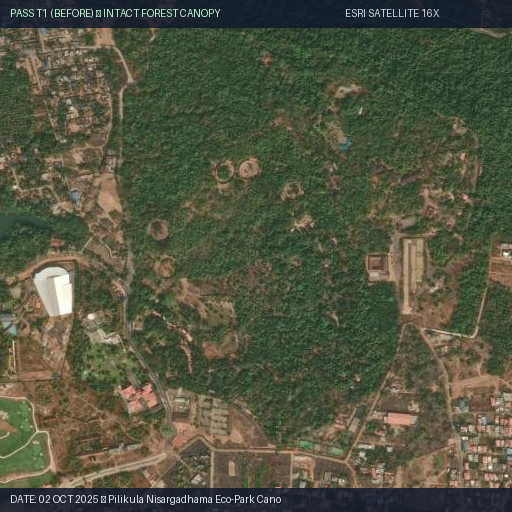 PASS T1 (BEFORE) INTACT FOREST CANOPY
ESRI SATELLITE 16X
DATE: 02 OCT 2025 Pilikula Nisargadhama Eco-Park Cano